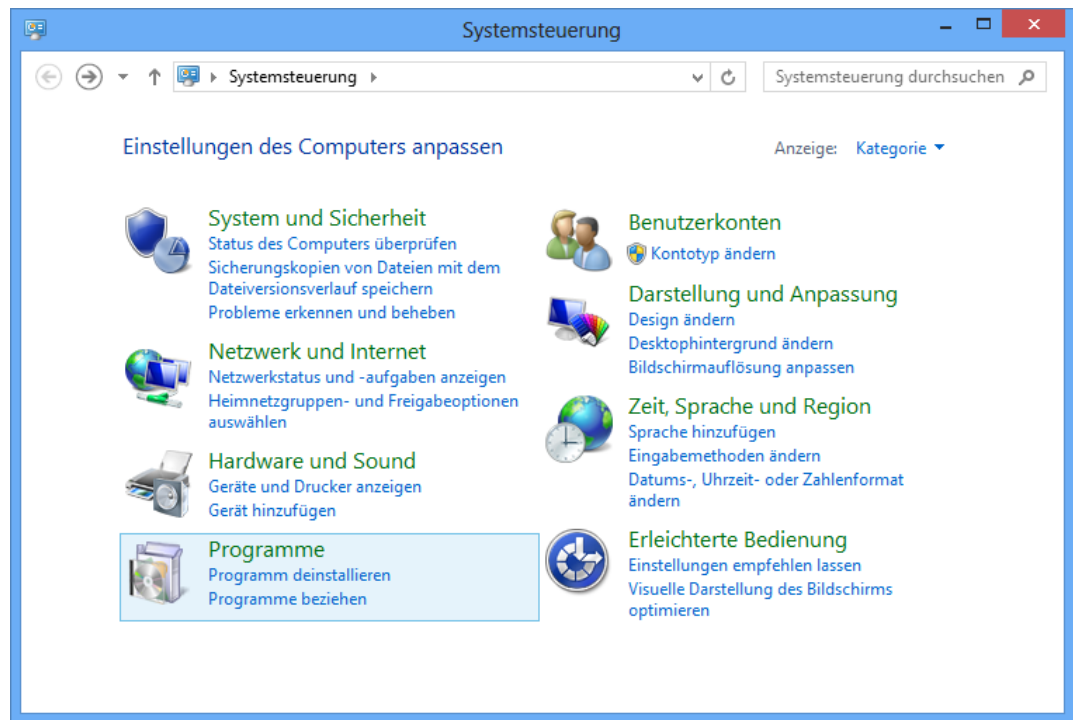 Systemsteuerung
Systemsteuerung
Systemsteuerung durchsuchen
Einstellungen des Computers anpassen
Anzeige: Kategorie
System und Sicherheit
Status des Computers überprüfen
Sicherungskopien von Dateien mit dem
Dateiversionsverlauf speichern
Probleme erkennen und beheben
Netzwerk und Internet
Netzwerkstatus und -aufgaben anzeigen
Heimnetzgruppen- und Freigabeoptionen
auswählen
Hardware und Sound
Geräte und Drucker anzeigen
Gerät hinzufügen
Programme
Programm deinstallieren
Programme beziehen
Benutzerkonten
Kontotyp ändern
Darstellung und Anpassung
Design ändern
Desktophintergrund ändern
Bildschirmauflösung anpassen
Zeit, Sprache und Region
Sprache hinzufügen
Eingabemethoden ändern
Datums-, Uhrzeit- oder Zahlenformat
ändern
Erleichterte Bedienung
Einstellungen empfehlen lassen
Visuelle Darstellung des Bildschirms
optimieren